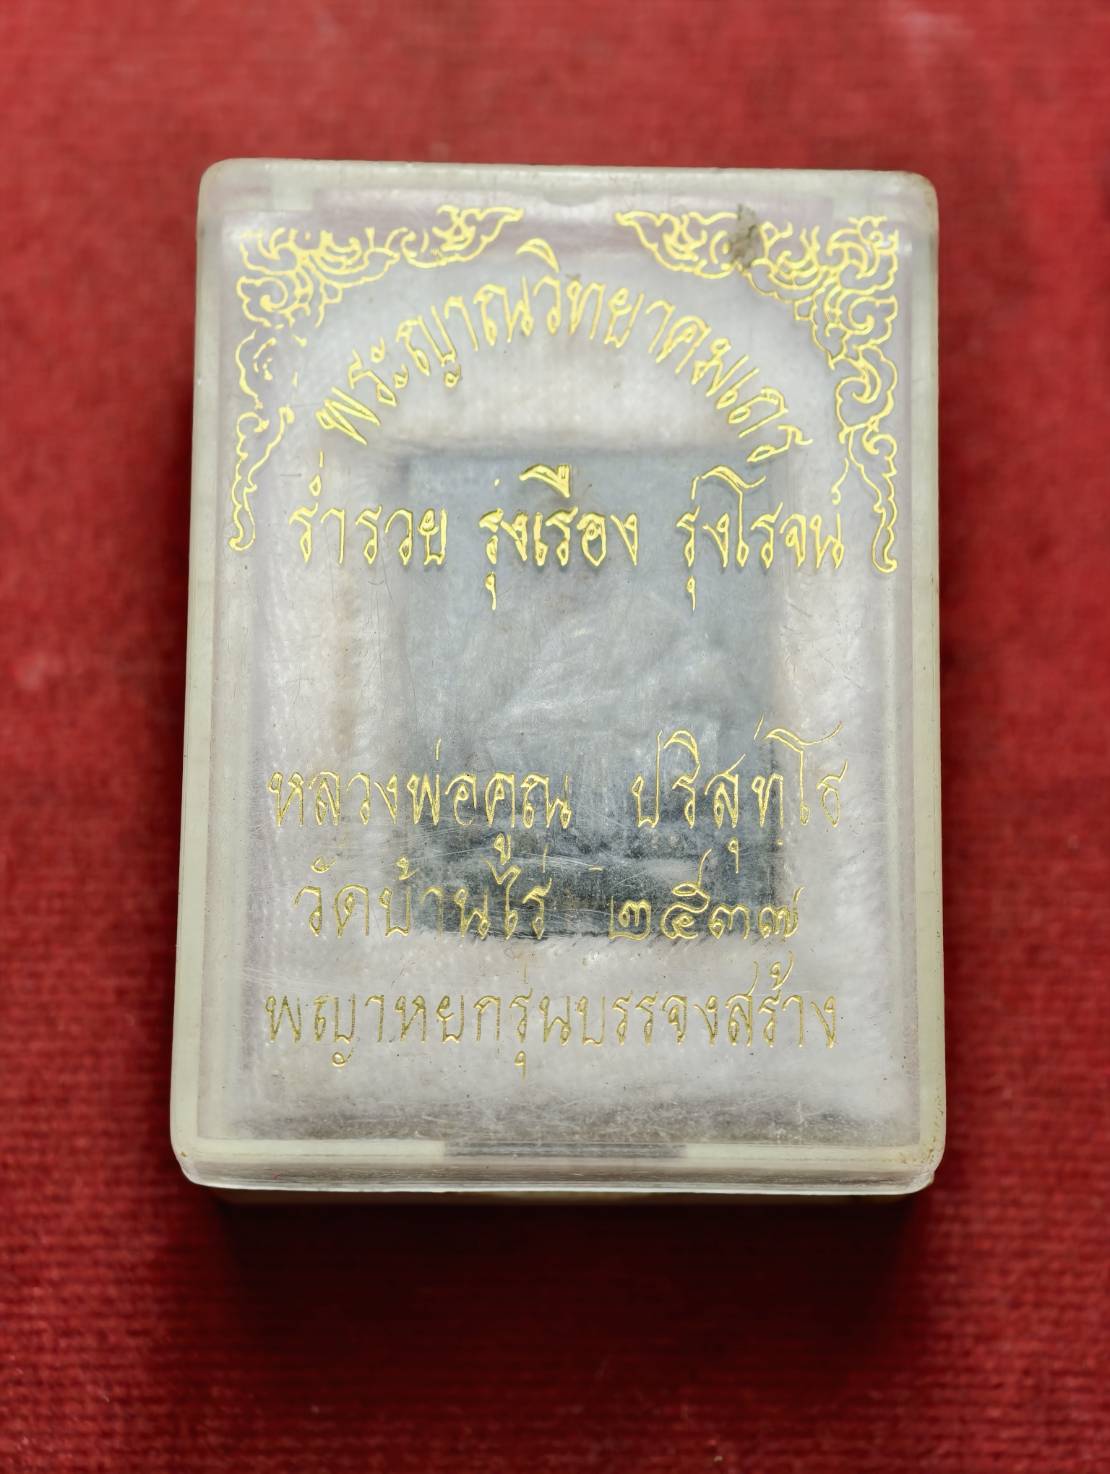 พระญาณวิทยาคมเถร
ร่ำรวย รุ่งเรือง รุ่งโรจน์
หลวงพ่อคูณ ปริสุทฺโธ
วัดบ้านไร่ ๒๕๓๗
พญาหยกรุ่นบรรจงสร้าง